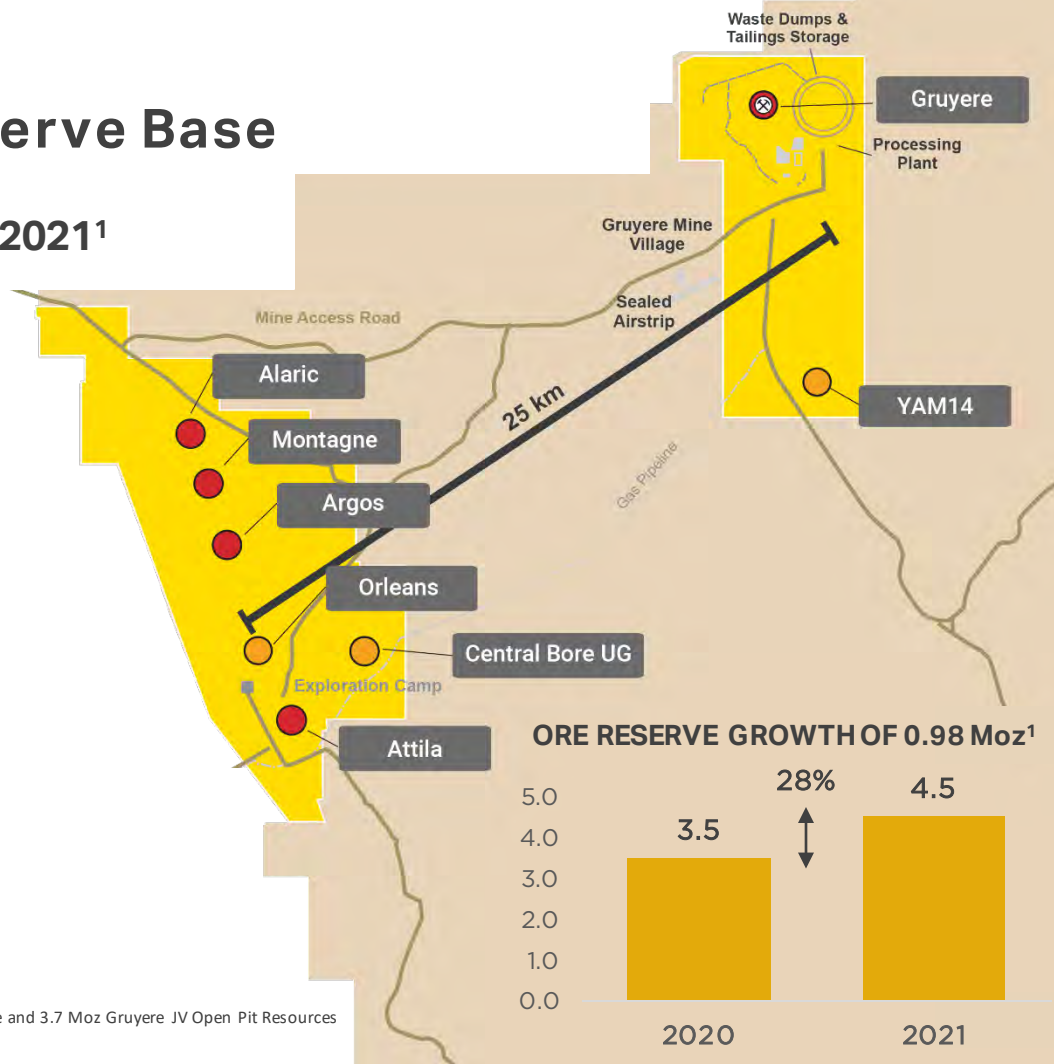 erve Base
2021¹
Waste Dumps &
Tailings Storage
Gruyere
Processing
Plant
Gruyere Mine
Village
Sealed
Airstrip
Mine Access Road
Alaric
Montagne
Argos
25 km
Gas Pipeline
YAM14
Orleans
Central Bore UG
Exploration Camp
Attila
ORE RESERVE GROWTH OF 0.98 Moz¹
28%
5.0
4.0
3.0
2.0
1.0
0.0
3.5
4.5
2020
2021
e and 3.7 Moz Gruyere JV Open Pit Resources